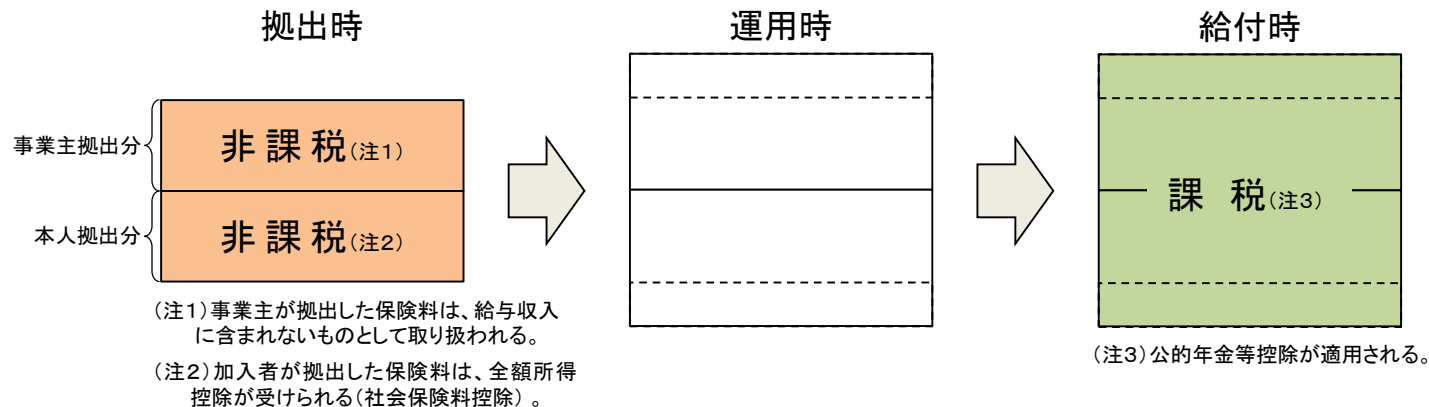 拠出時
運用時
給付時
事業主拠出分
非課税(注1)
本人拠出分
非課税(注2)
課 税(注3)
(注1)事業主が拠出した保険料は、給与収入
に含まれないものとして取り扱われる。
(注2)加入者が拠出した保険料は、全額所得
控除が受けられる(社会保険料控除) 。
(注3)公的年金等控除が適用される。